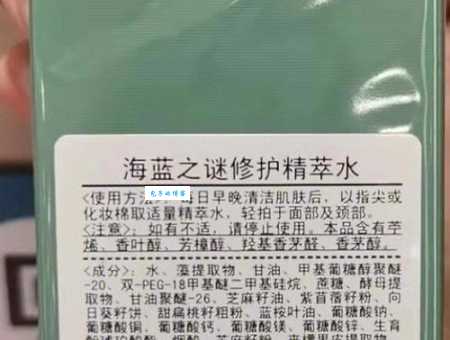 海蓝之谜修护精萃水
<使用方法>: 每日早晚清洁肌肤后，以指尖或
化妆棉取适量精萃水，轻拍于面部及颈部。
<注意>: 如有不适，请停止使用。本品含有苧
烯、香叶醇、芳樟醇、羟基香茅醛、香茅醇。
<成分>: 水、藻提取物、甘油、甲基葡糖醇聚醚
-20、双-PEG-18甲基醚二甲基硅烷、蔗糖、酵母提
取物、甘油聚醚-26、芝麻籽油、紫苜蓿籽粉、向
日葵籽饼、甜扁桃籽粗粉、蓝桉叶油、葡糖酸钠、
葡糖酸铜、葡糖酸钙、葡糖酸镁、葡糖酸锌、生育